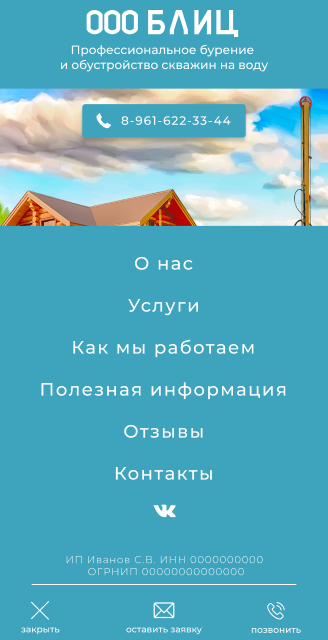 ООО БЛИЦ
Профессиональное бурение
и обустройство скважин на воду
8-961-622-33-44
О нас
Услуги
Как мы работаем
Полезная информация
Отзывы
Контакты
ИП Иванов С.В. ИНН 0000000000
ОГРНИП 00000000000000
закрыть
оставить заявку
позвонить